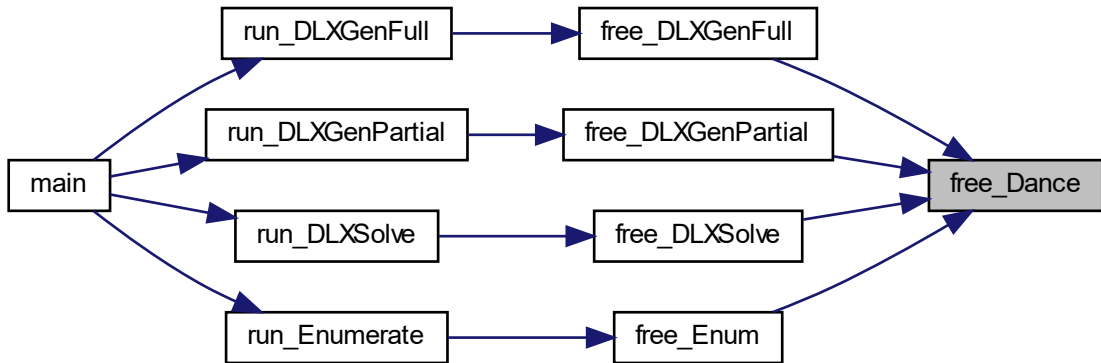 run_DLXGenFull
free_DLXGenFull
run_DLXGenPartial
free_DLXGenPartial
main
free_Dance
run_DLXSolve
free_DLXSolve
run_Enumerate
free_Enum